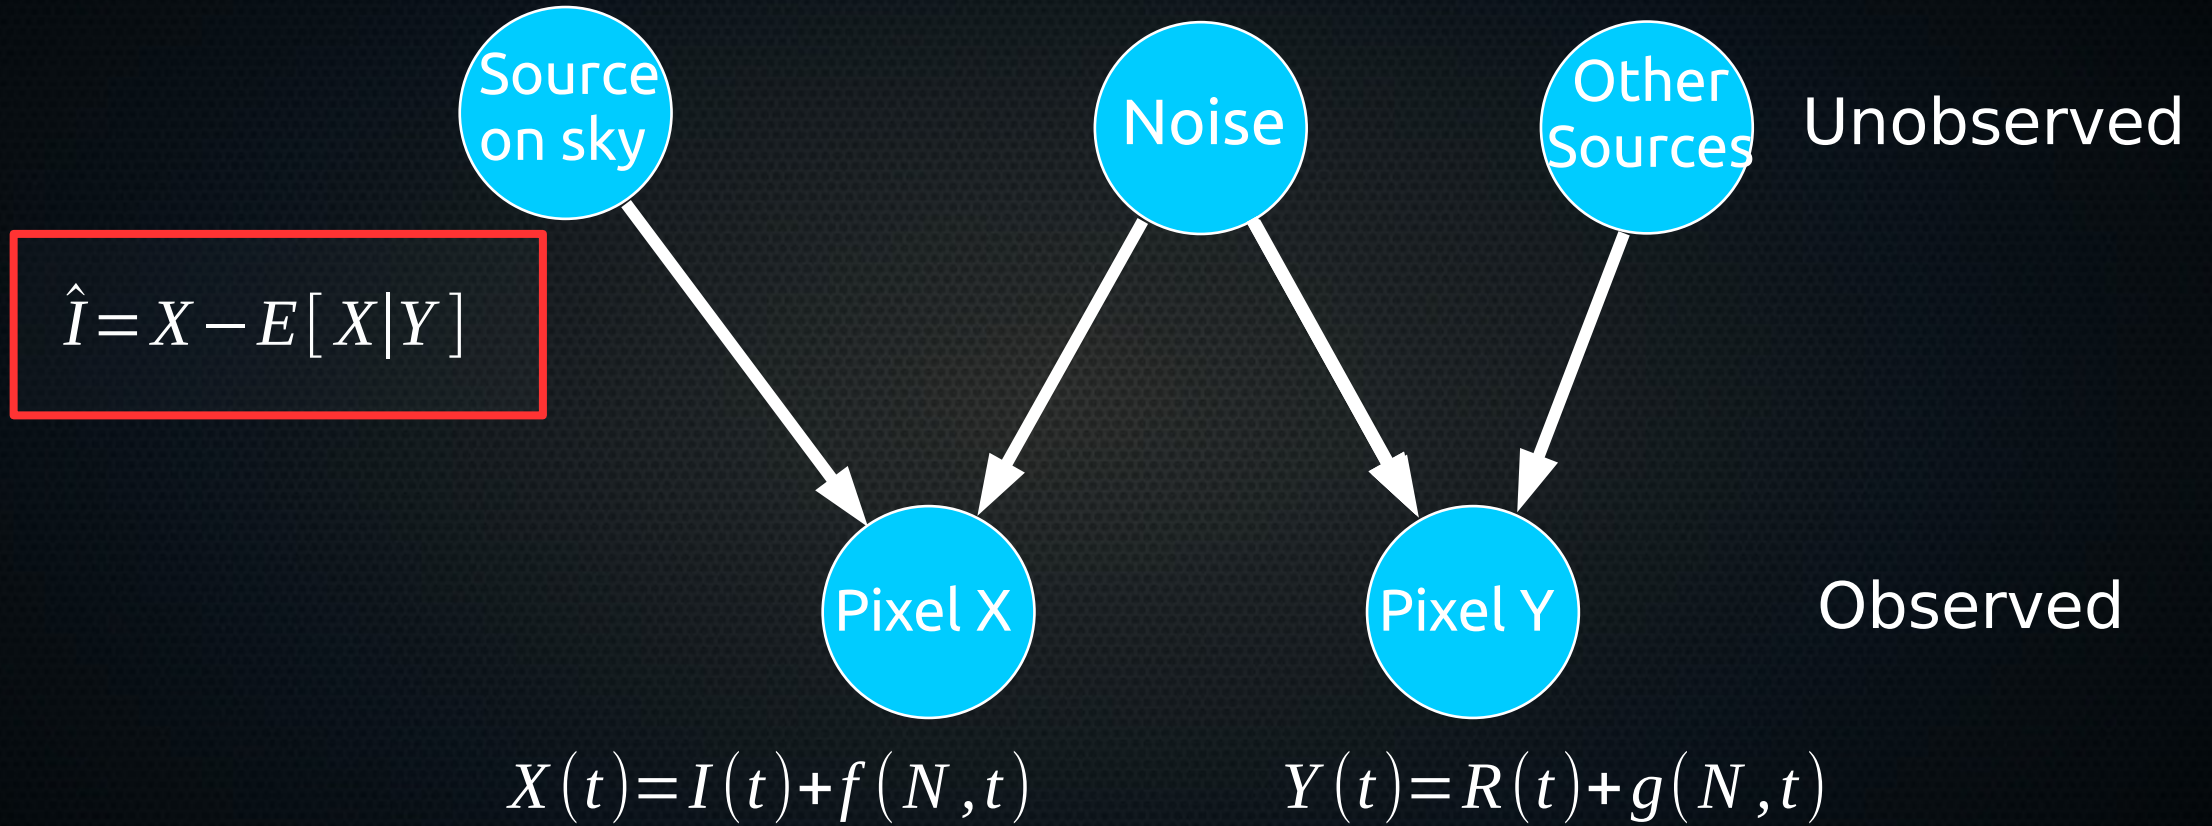 Source
on sky
Noise
Other
Sources
Unobserved
Î=X−E[X|Y]
Pixel X
Pixel Y
Observed
X(t)=I(t)+f(N,t)
Y(t)=R(t)+g(N,t)